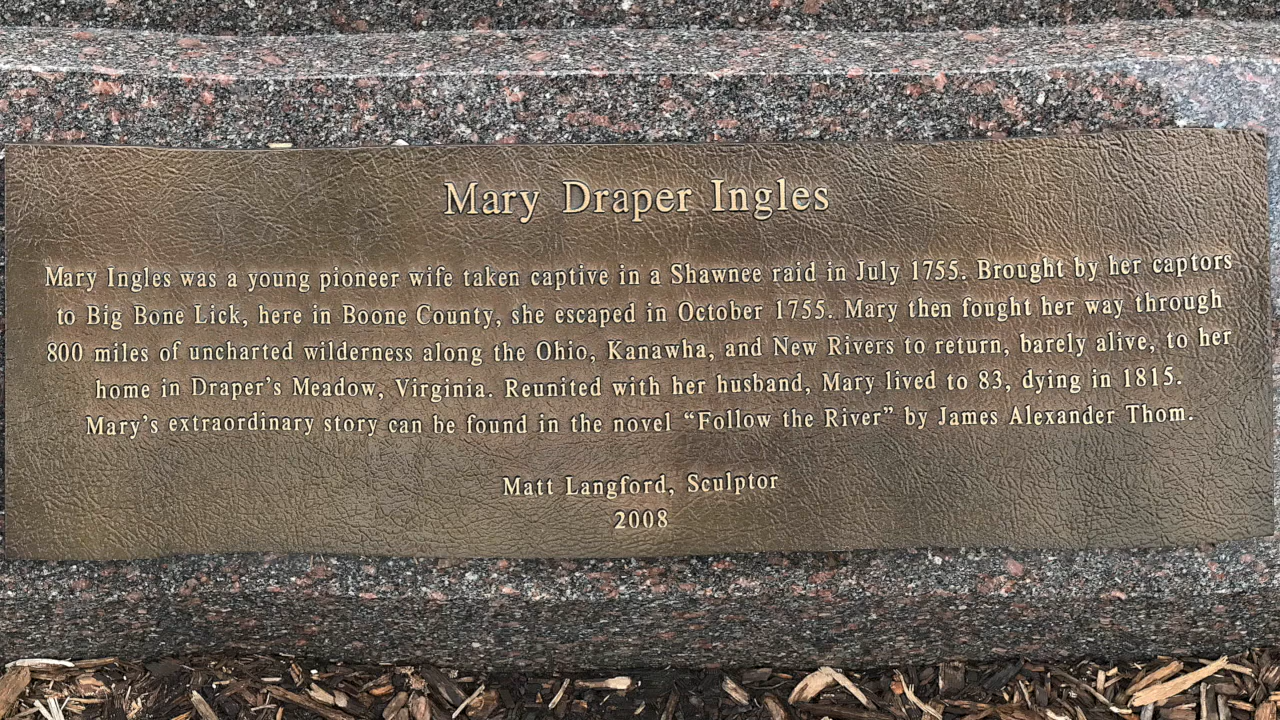 Mary Draper Ingles
Mary Ingles was a young pioneer wife taken captive in a Shawnee raid in July 1755. Brought by her captors
to Big Bone Lick, here in Boone County, she escaped in October 1755. Mary then fought her way through
800 miles of uncharted wilderness along the Ohio, Kanawha, and New Rivers to return, barely alive, to her
home in Draper's Meadow, Virginia. Reunited with her husband, Mary lived to 83, dying in 1815.
Mary's extraordinary story can be found in the novel “Follow the River” by James Alexander Thom.
Matt Langford, Sculptor
2008